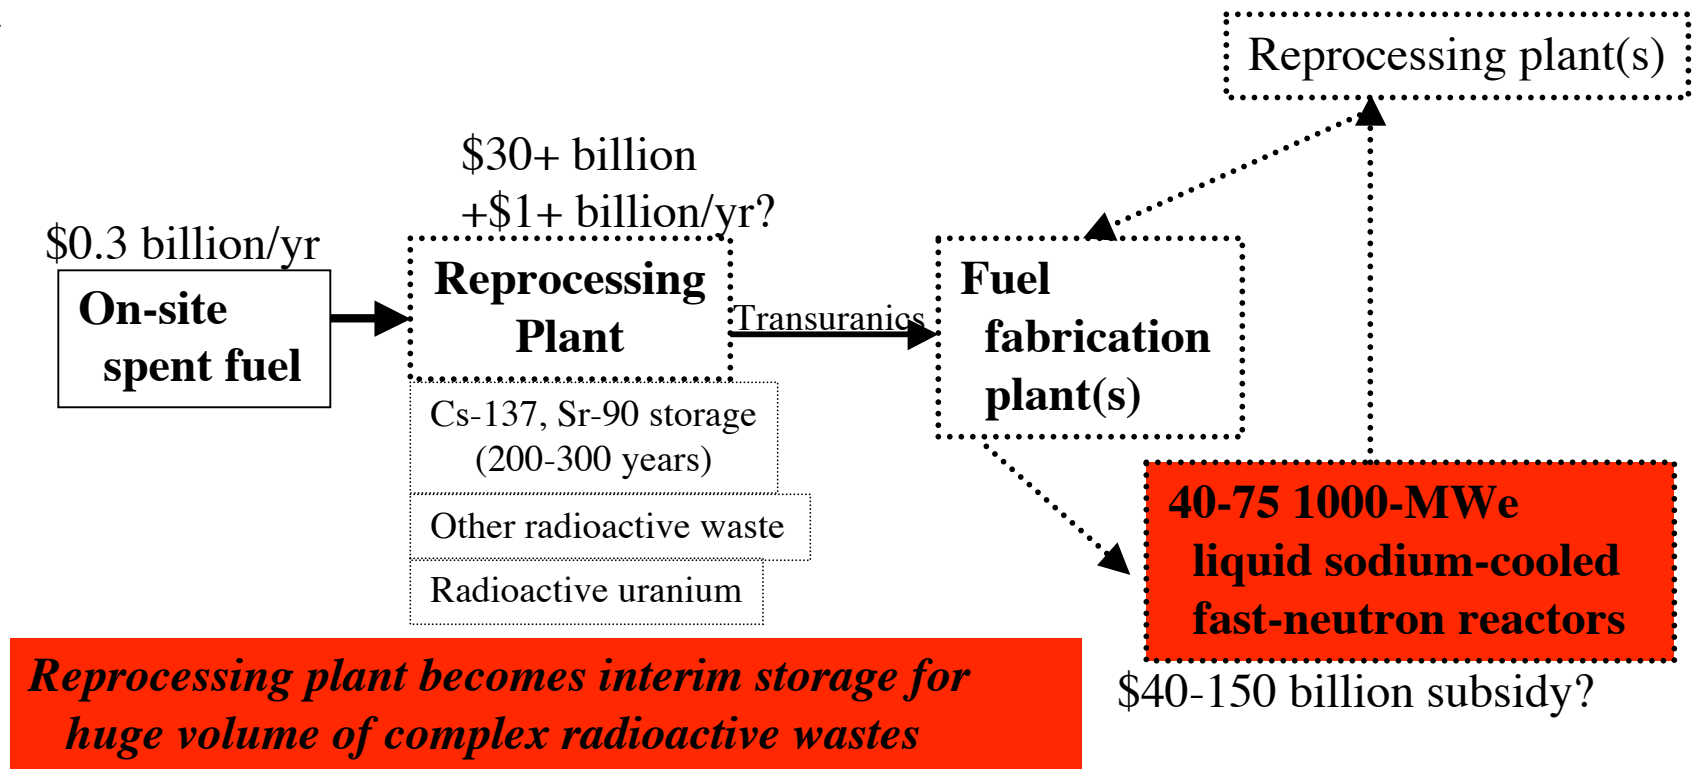 Reprocessing plant(s)
$30+ billion
+$1+ billion/yr?
$0.3 billion/yr
On-site
spent fuel
Reprocessing
Plant
Transuranics
Fuel
fabrication
plant(s)
Cs-137, Sr-90 storage
(200-300 years)
Other radioactive waste
Radioactive uranium
40-75 1000-MWe
liquid sodium-cooled
fast-neutron reactors
$40-150 billion subsidy?
Reprocessing plant becomes interim storage for
huge volume of complex radioactive wastes